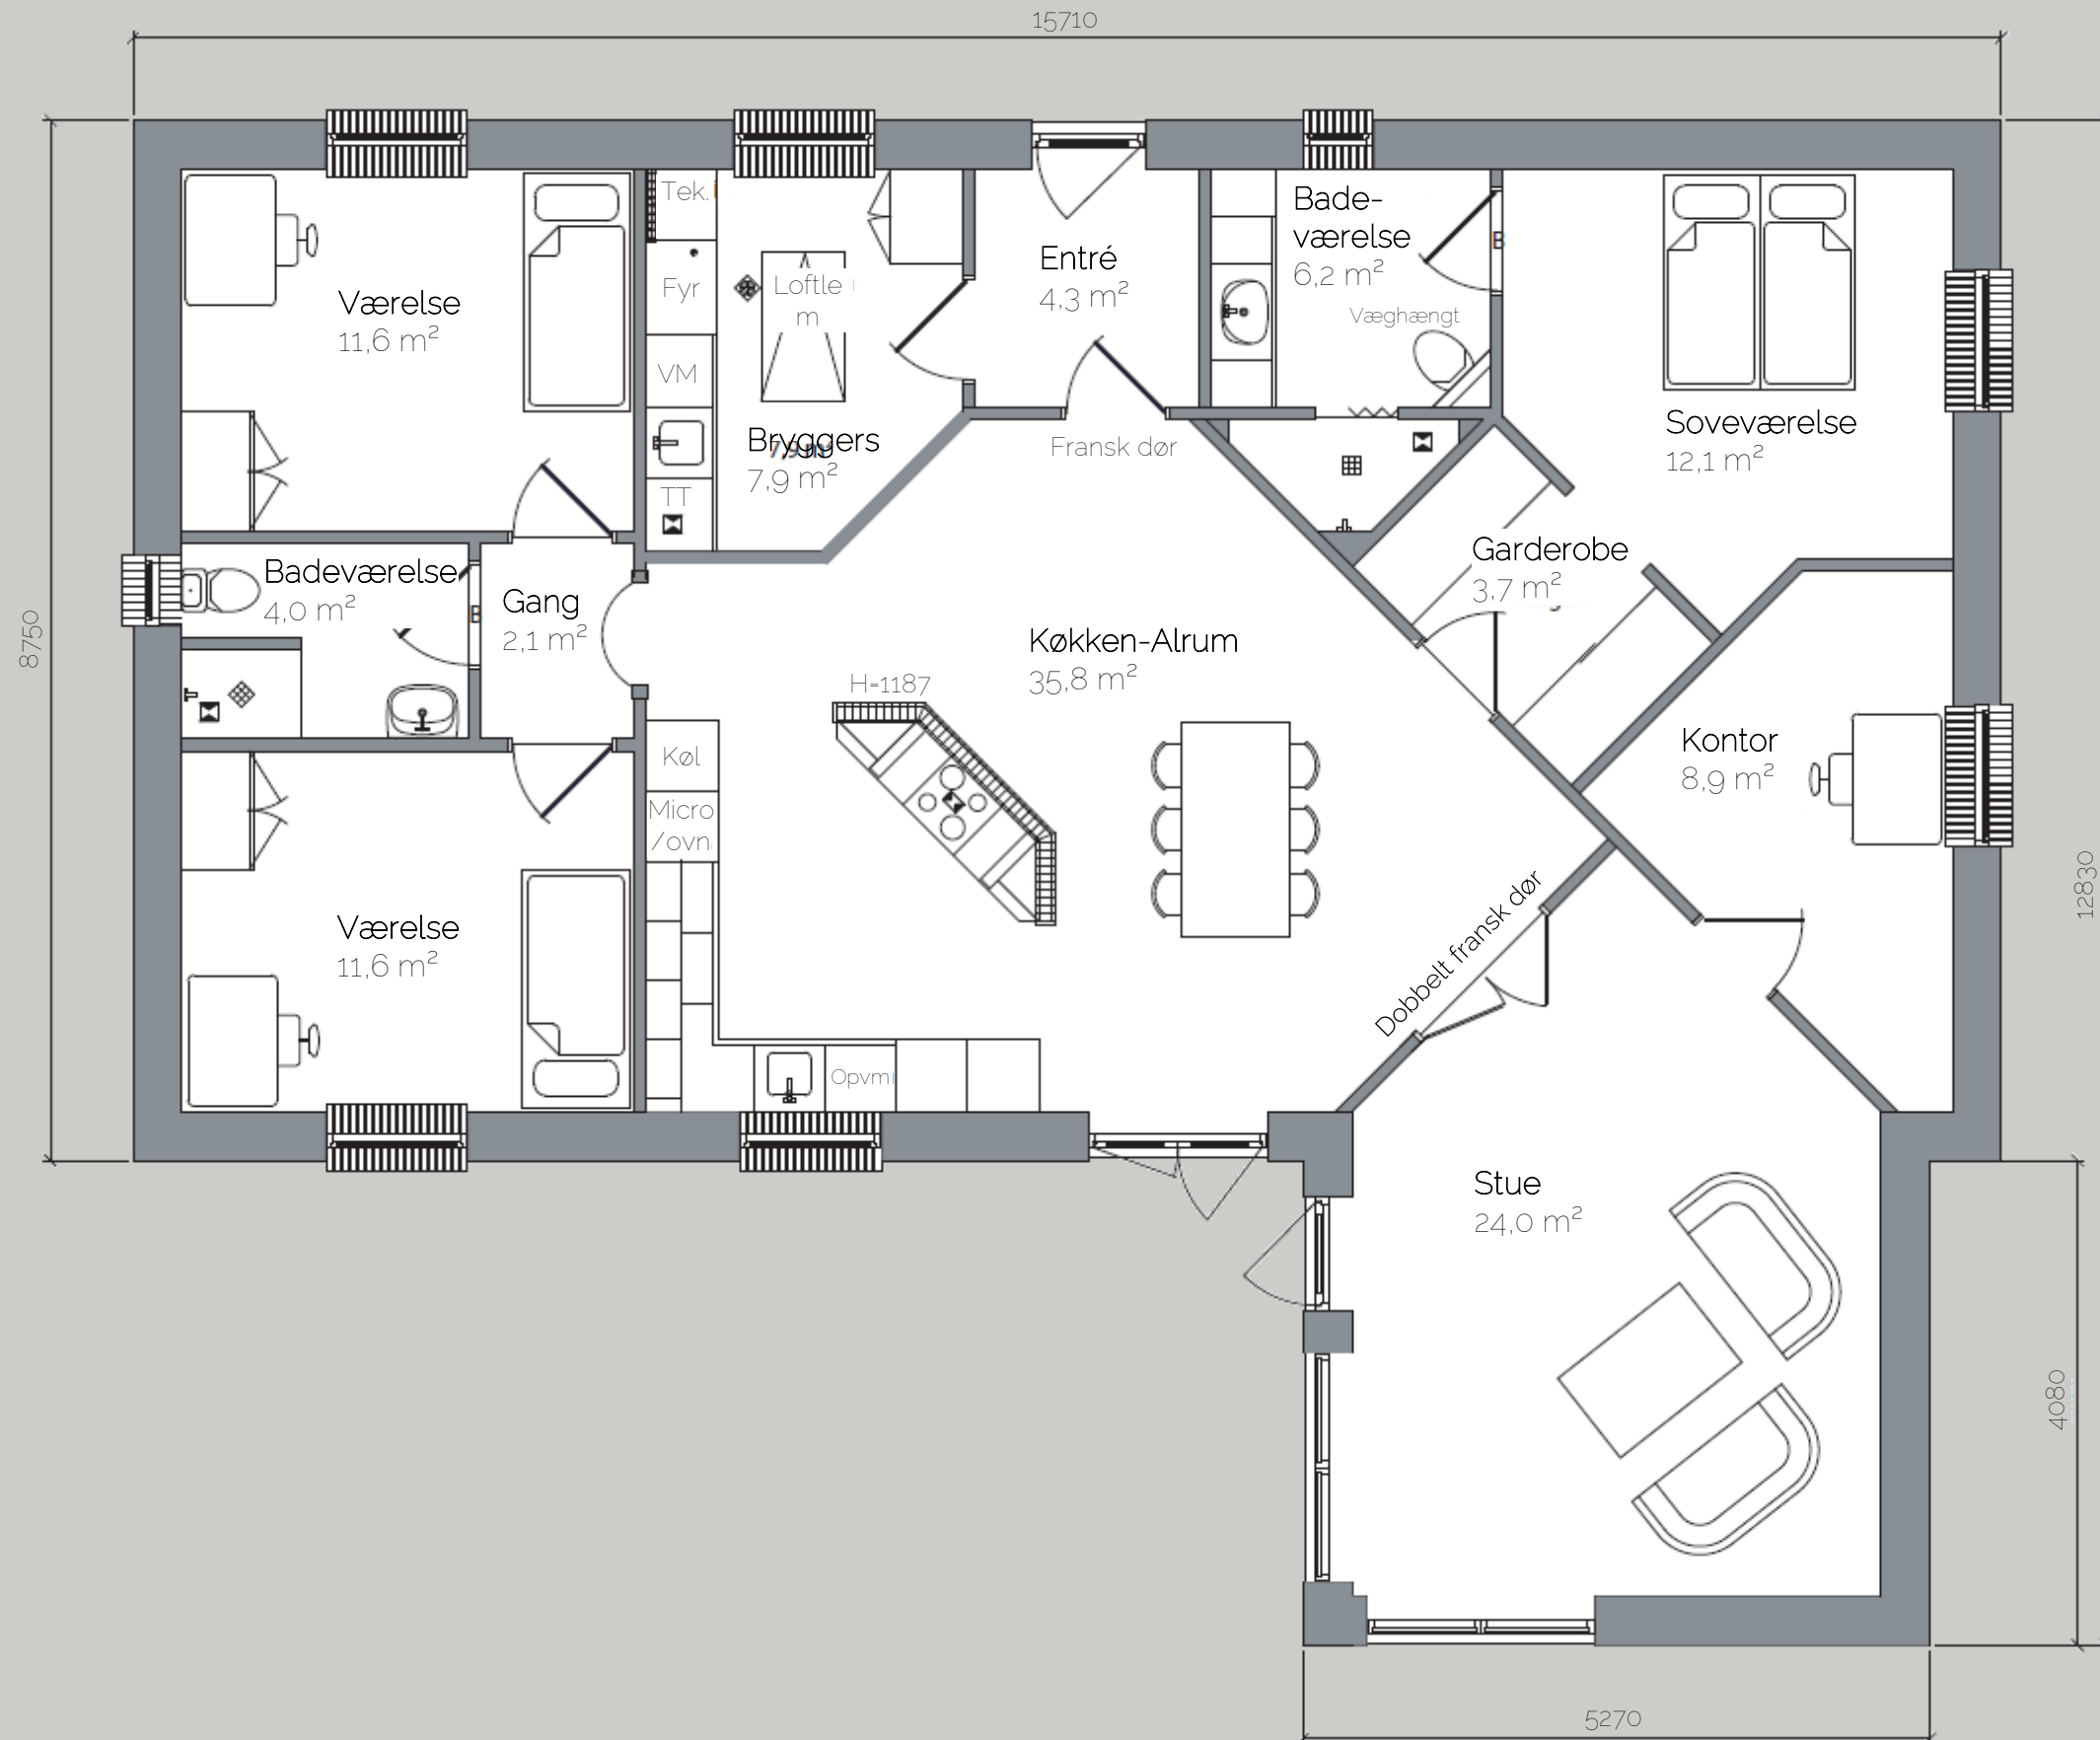 15710
8750
12830
4080
5270
Værelse
11,6 m²
Tek.
Fyr
VM
TT
Loftle
m
Bryggers
7,9 m²
Entré
4,3 m²
Fransk dør
Bade-
værelse
6,2 m²
Væghængt
B
Soveværelse
12,1 m²
Garderobe
3,7 m²
Badeværelse
4,0 m²
B
Gang
2,1 m²
Køkken-Alrum
35,8 m²
H-1187
Køl
Micro
/ovn
Opvm
Kontor
8,9 m²
Værelse
11,6 m²
Dobbelt fransk dør
Stue
24,0 m²